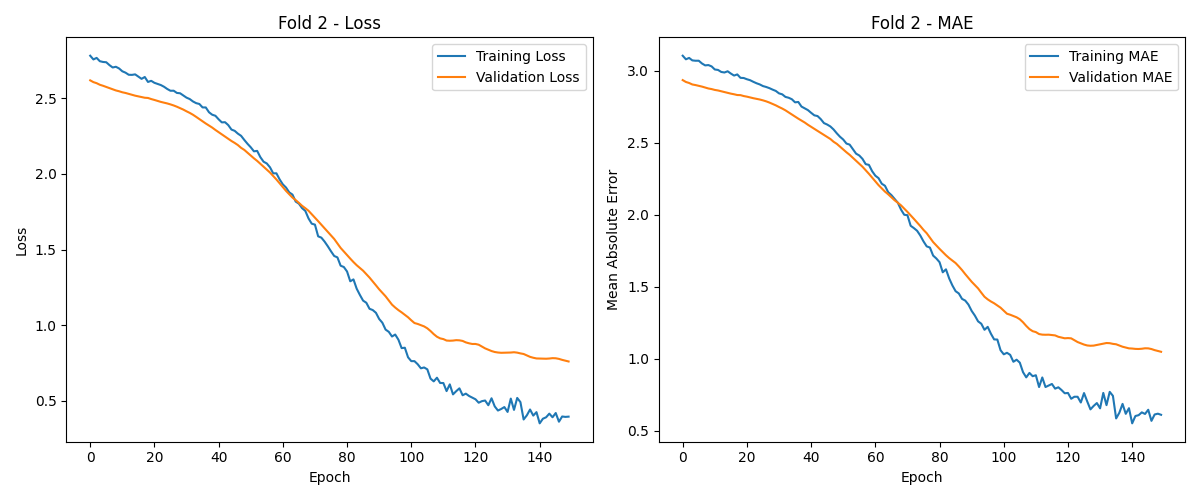 Fold 2 - Loss
Training Loss
Validation Loss
2.5
2.0
1.5
1.0
0.5
Loss
0 20 40 60 80 100 120 140
Epoch
Fold 2 - MAE
Training MAE
Validation MAE
3.0
2.5
2.0
1.5
1.0
0.5
Mean Absolute Error
0 20 40 60 80 100 120 140
Epoch